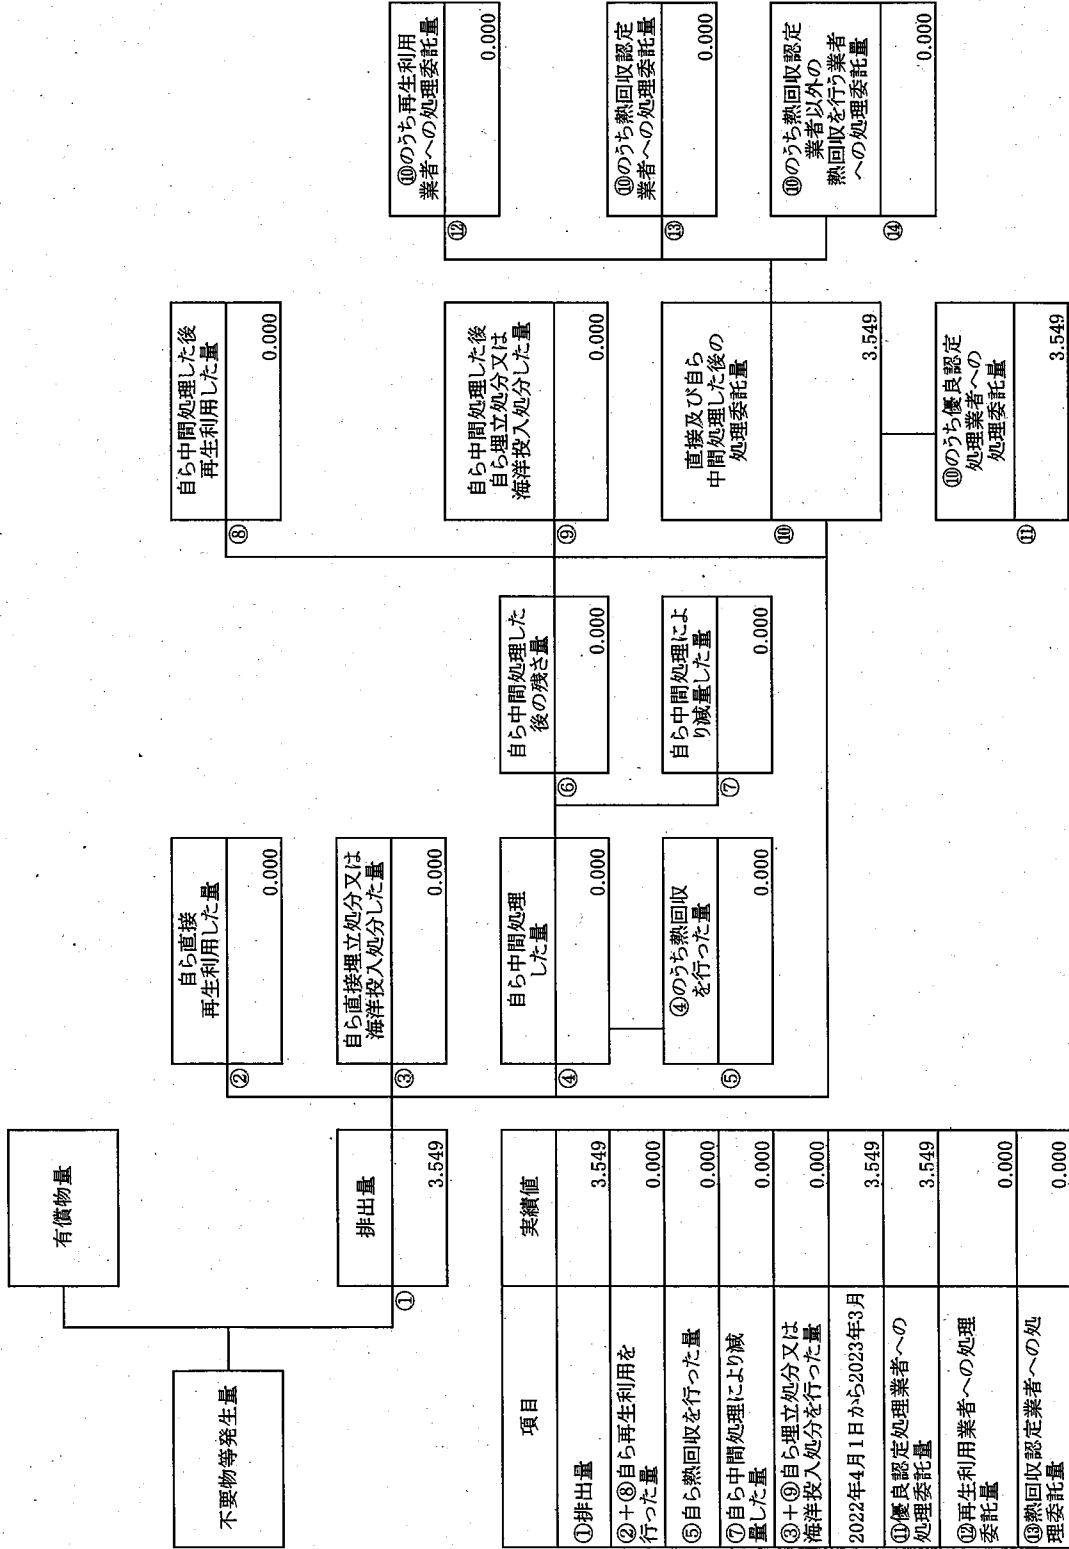 不要物等発生量
有償物量
①
排出量
3.549
②
自ら直接
再生利用した量
0.000
③
自ら直接埋立処分又は
海洋投入処分した量
0.000
④
自ら中間処理
した量
0.000
⑤
④のうち熱回収
を行った量
0.000
⑥
自ら中間処理した
後の残さ量
0.000
⑦
自ら中間処理によ
り減量した量
0.000
⑧
自ら中間処理した後
再生利用した量
0.000
⑨
自ら中間処理した後
自ら埋立処分又は
海洋投入処分した量
0.000
⑩
直接及び自ら
中間処理した後の
処理委託量
3.549
⑪
⑩のうち優良認定
処理業者への
処理委託量
3.549
⑫
⑩のうち再生利用
業者への処理委託量
0.000
⑬
⑩のうち熱回収認定
業者への処理委託量
0.000
⑭
⑩のうち熱回収認定
業者以外の
熱回収を行う業者
への処理委託量
0.000
項目 実績値
①排出量 3.549
②+⑧自ら再生利用を
行った量 0.000
⑤自ら熱回収を行った量 0.000
⑦自ら中間処理により減
量した量 0.000
③+⑨自ら埋立処分又は
海洋投入処分を行った量 0.000
2022年4月1日から2023年3月 3.549
⑪優良認定処理業者への
処理委託量 3.549
⑫再生利用業者への処理
委託量 0.000
⑬熱回収認定業者への処
理委託量 0.000